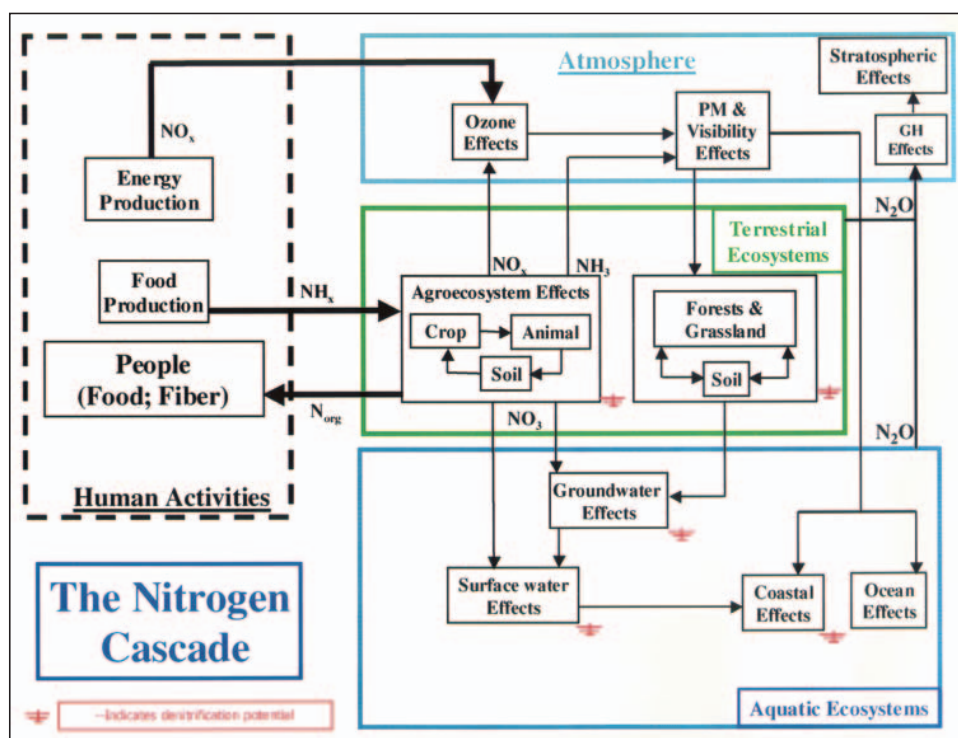 Atmosphere
Stratospheric
Effects
NOx
Ozone
Effects
PM &
Visibility
Effects
GH
Effects
Energy
Production
N2O
Terrestrial
Ecosystems
NOx
NH3
Food
Production
NHx
Agroecosystem Effects
Crop
Animal
Soil
Forests &
Grassland
Soil
People
(Food; Fiber)
Norg
NO3
N2O
Human Activities
Groundwater
Effects
The Nitrogen
Cascade
Surface water
Effects
Coastal
Effects
Ocean
Effects
--Indicates denitrification potential
Aquatic Ecosystems